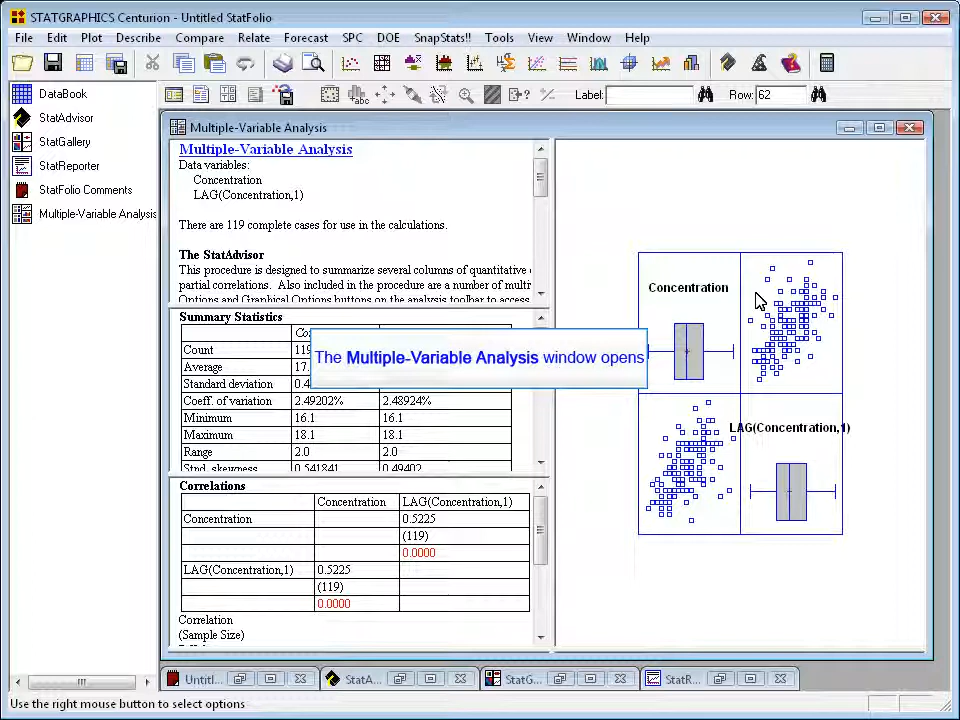 STATGRAPHICS Centurion - Untitled StatFolio
File Edit Plot Describe Compare Relate Forecast SPC DOE SnapStats!! Tools View Window Help
Label: Row: 62
DataBook
StatAdvisor
StatGallery
StatReporter
StatFolio Comments
Multiple-Variable Analysis
Multiple-Variable Analysis
Multiple-Variable Analysis
Data variables:
Concentration
LAG(Concentration,1)
There are 119 complete cases for use in the calculations.
The StatAdvisor
This procedure is designed to summarize several columns of quantitative
partial correlations. Also included in the procedure are a number of multi
Options and Graphical Options buttons on the analysis toolbar to access
Summary Statistics
Count 119
Average 17.
Standard deviation 0.4
Coeff. of variation 2.49202% 2.48924%
Minimum 16.1 16.1
Maximum 18.1 18.1
Range 2.0 2.0
Stnd. skewness 0.541841 0.49402
The Multiple-Variable Analysis window opens
Correlations
Concentration LAG(Concentration,1)
Concentration 0.5225
(119)
0.0000
LAG(Concentration,1) 0.5225
(119)
0.0000
Correlation
(Sample Size)
Concentration
LAG(Concentration,1)
Untitl... StatA... StatG... StatR...
Use the right mouse button to select options